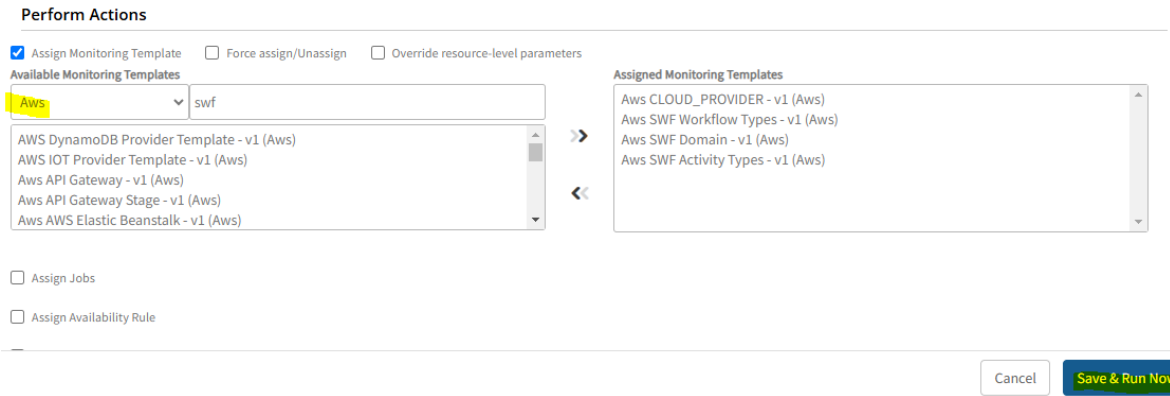 Perform Actions
Assign Monitoring Template Force assign/Unassign Override resource-level parameters
Available Monitoring Templates
Aws swf
AWS DynamoDB Provider Template - v1 (Aws)
AWS IOT Provider Template - v1 (Aws)
Aws API Gateway - v1 (Aws)
Aws API Gateway Stage - v1 (Aws)
Aws AWS Elastic Beanstalk - v1 (Aws)
Assigned Monitoring Templates
Aws CLOUD_PROVIDER - v1 (Aws)
Aws SWF Workflow Types - v1 (Aws)
Aws SWF Domain - v1 (Aws)
Aws SWF Activity Types - v1 (Aws)
Assign Jobs
Assign Availability Rule
Cancel Save & Run Now